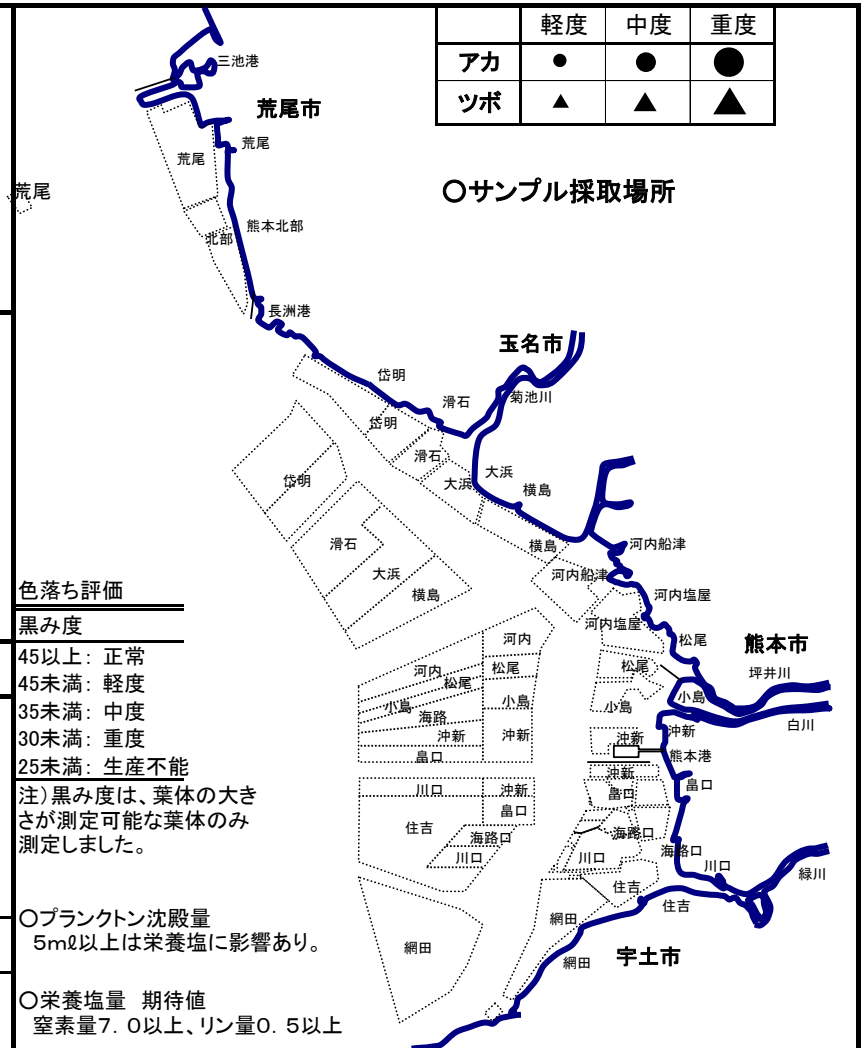 軽度 中度 重度
アカ ● ● ●
ツボ ▲ ▲ ▲
三池港
荒尾市
荒尾
荒尾
荒尾
○サンプル採取場所
熊本北部
北部
長洲港
玉名市
岱明
滑石
菊池川
岱明
滑石
大浜
大浜
岱明
横島
滑石
横島
河内船津
大浜
河内船津
横島
河内塩屋
河内塩屋
松尾
熊本市
河内
河内
松尾
松尾
坪井川
松尾
小島
小島
小島
小島
白川
海路
沖新
沖新
沖新
沖新
畠口
熊本港
沖新
川口
沖新
畠口
畠口
畠口
住吉
海路口
海路口
海路口
川口
川口
川口
緑川
住吉
住吉
網田
網田
網田
宇土市
色落ち評価
黒み度
45以上: 正常
45未満: 軽度
35未満: 中度
30未満: 重度
25未満: 生産不能
注)黒み度は、葉体の大き
さが測定可能な葉体のみ
測定しました。
○プランクトン沈殿量
5mℓ以上は栄養塩に影響あり。
○栄養塩量 期待値
窒素量7．0以上、リン量0．5以上